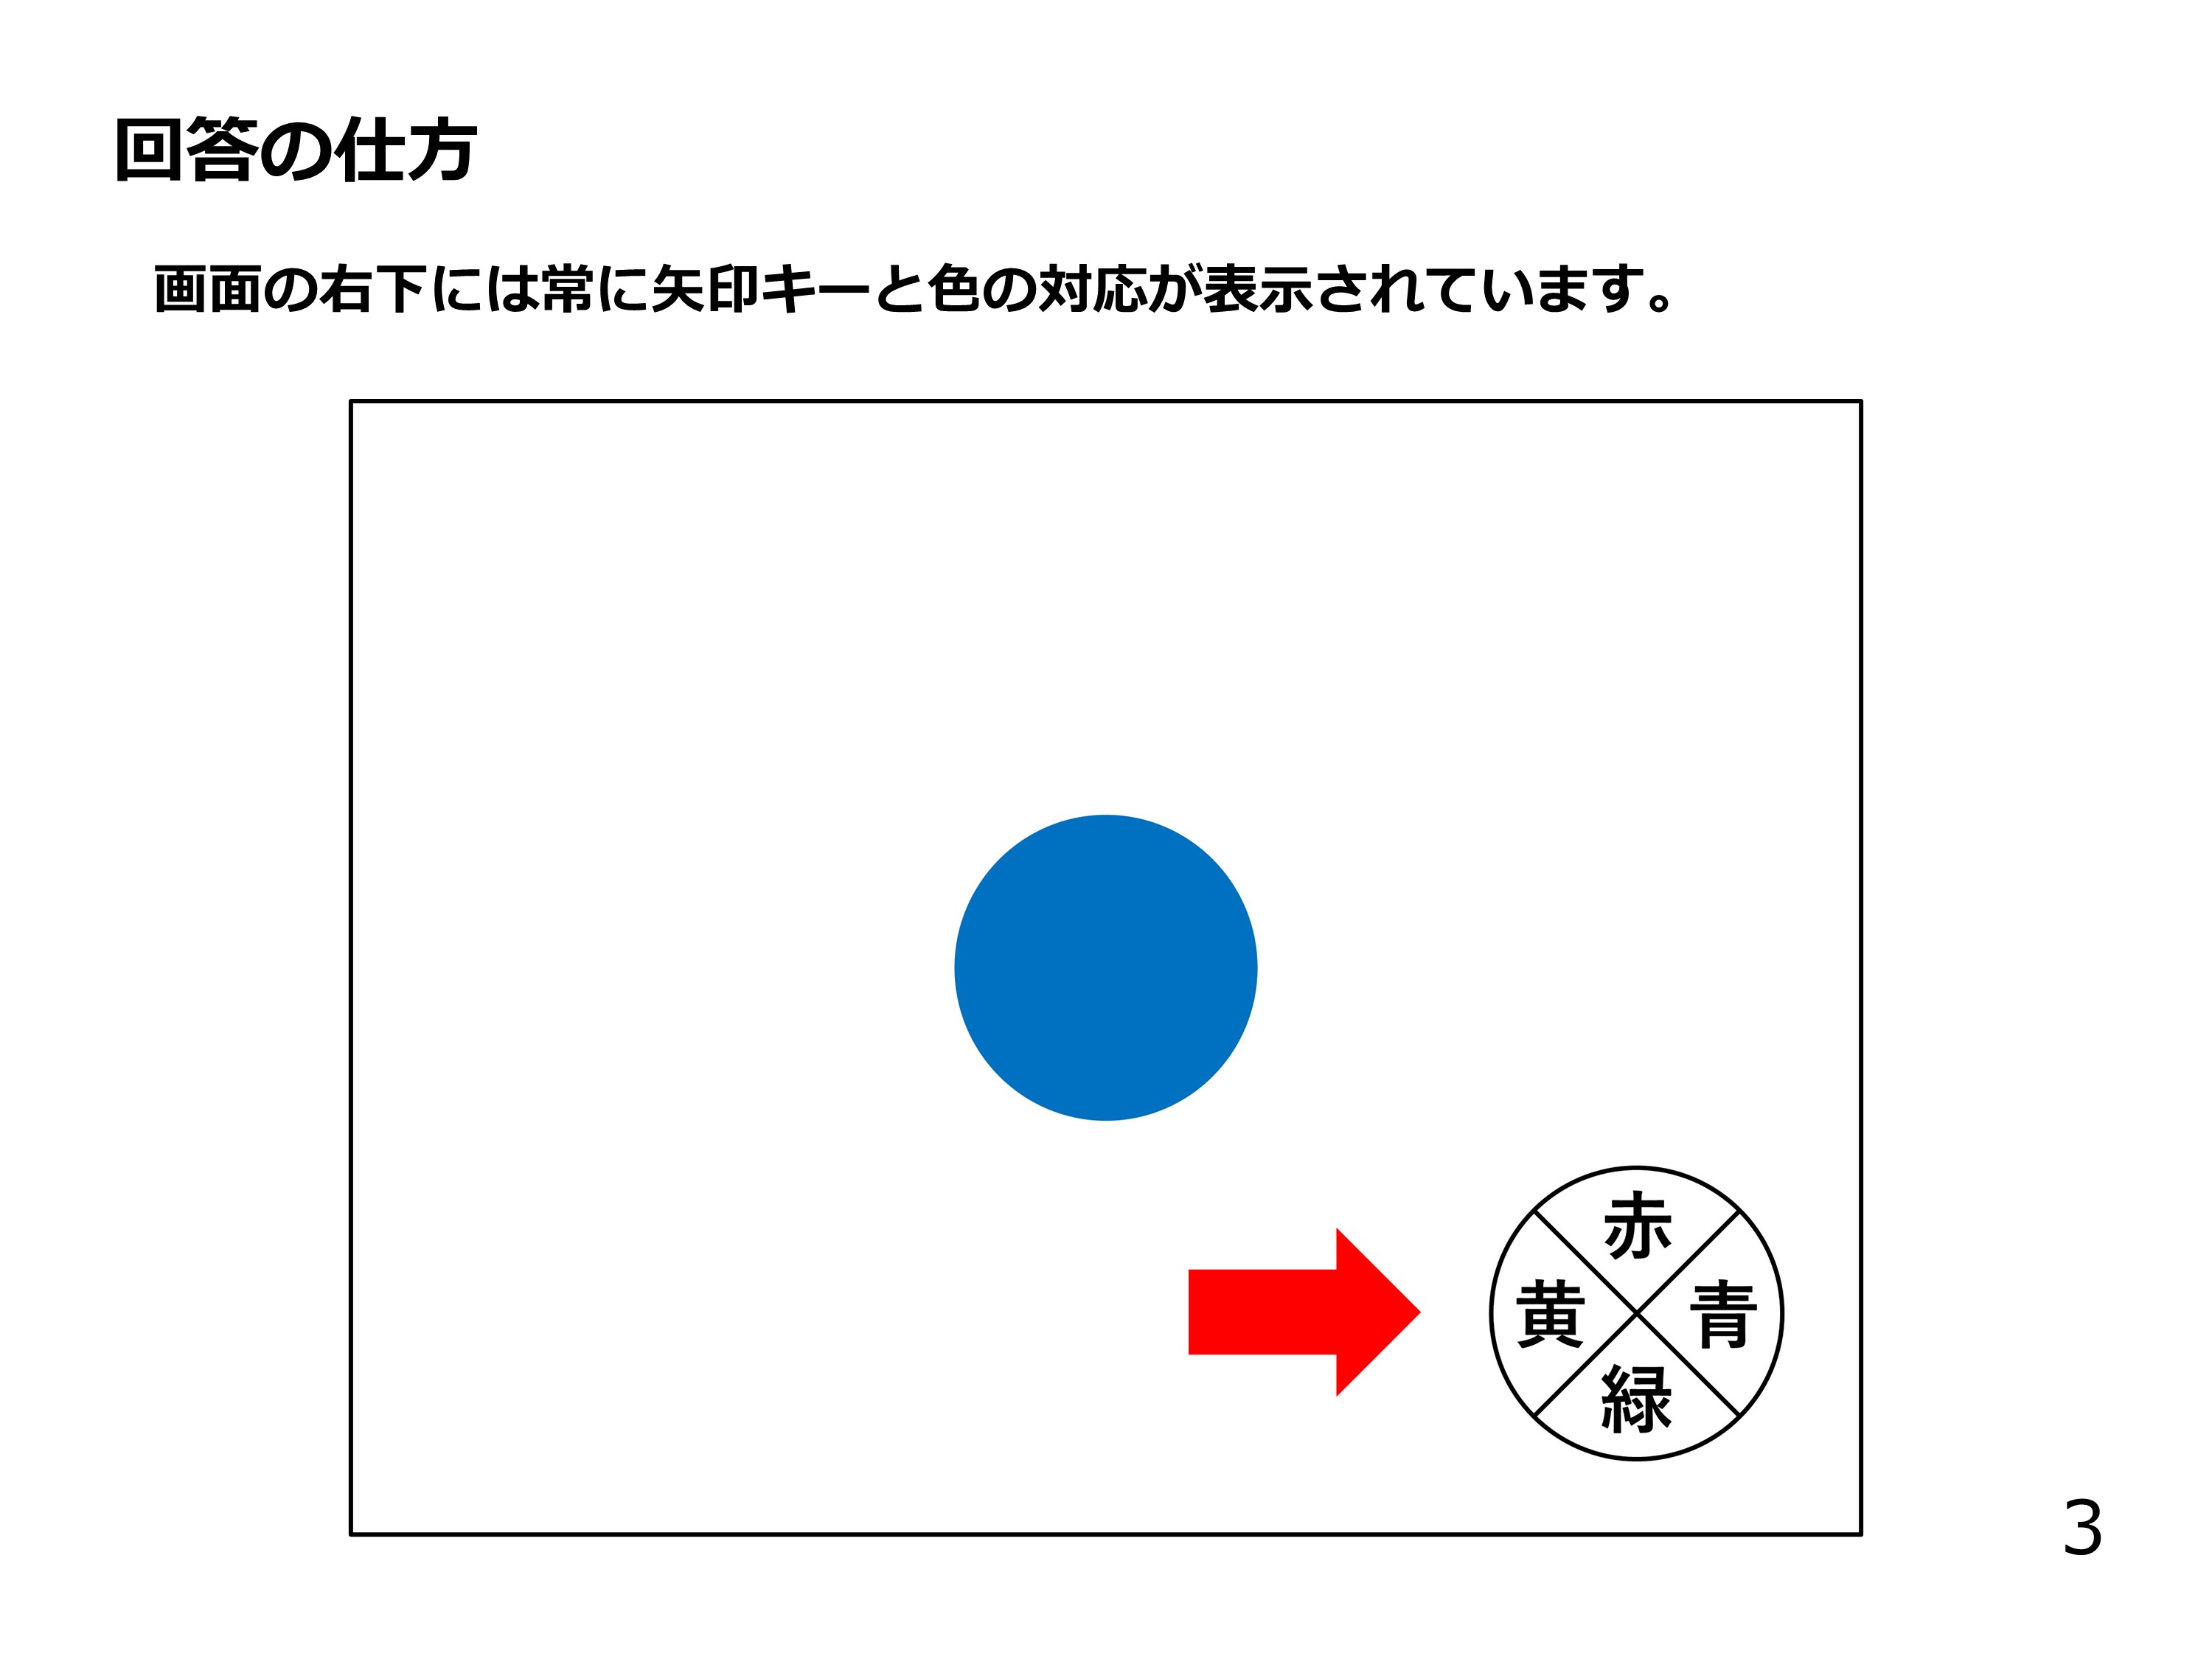 回答の仕方
画面の右下には常に矢印キーと色の対応が表示されています。
赤
黄 青
緑
3